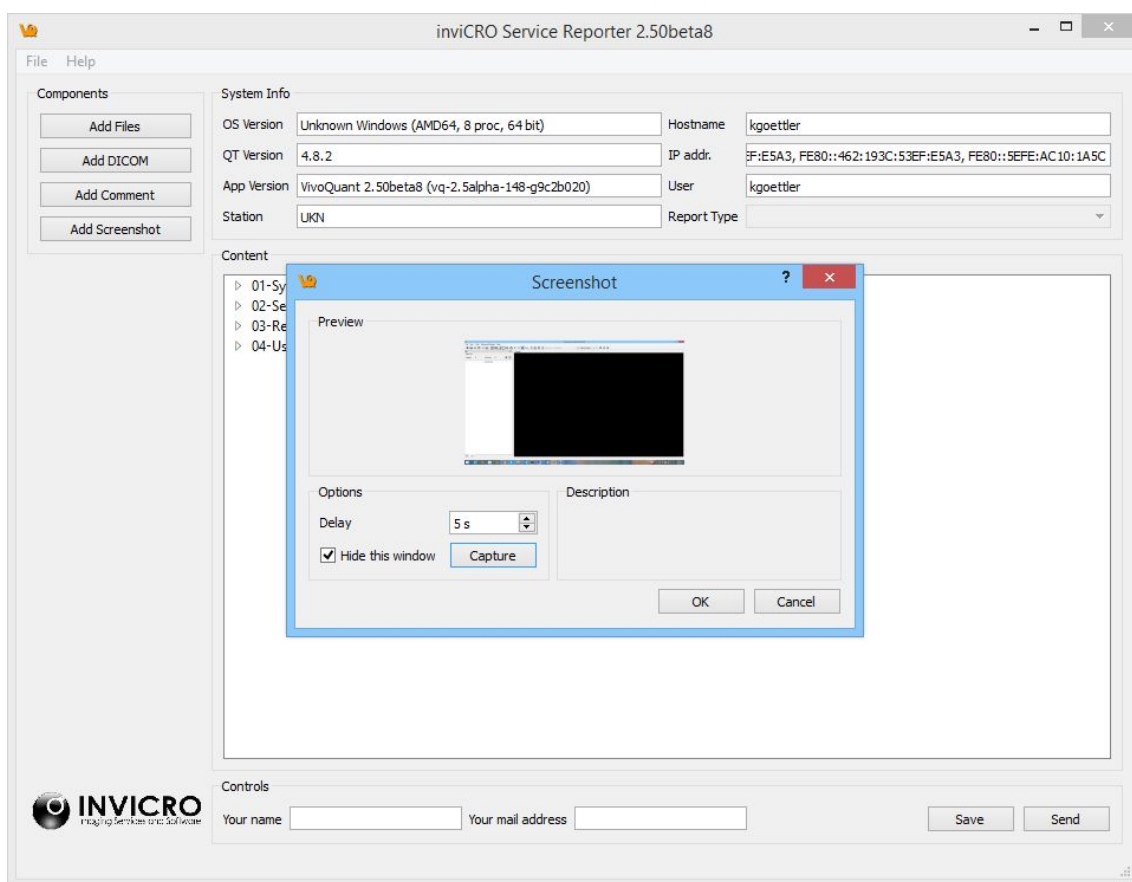 inviCRO Service Reporter 2.50beta8
File Help
Components
Add Files
Add DICOM
Add Comment
Add Screenshot
System Info
OS Version Unknown Windows (AMD64, 8 proc, 64 bit) Hostname kgoettler
QT Version 4.8.2 IP addr. :F:E5A3, FE80::462:193C:53EF:E5A3, FE80::5EFE:AC10:1A5C
App Version VivoQuant 2.50beta8 (vq-2.5alpha-148-g9c2b020) User kgoettler
Station UKN Report Type
Content
01-Sy
02-Se
03-Re
04-Us
Screenshot ?
Preview
Options
Delay 5 s
Hide this window Capture
Description
OK Cancel
INVICRO
Imaging Services and Software
Controls
Your name Your mail address Save Send